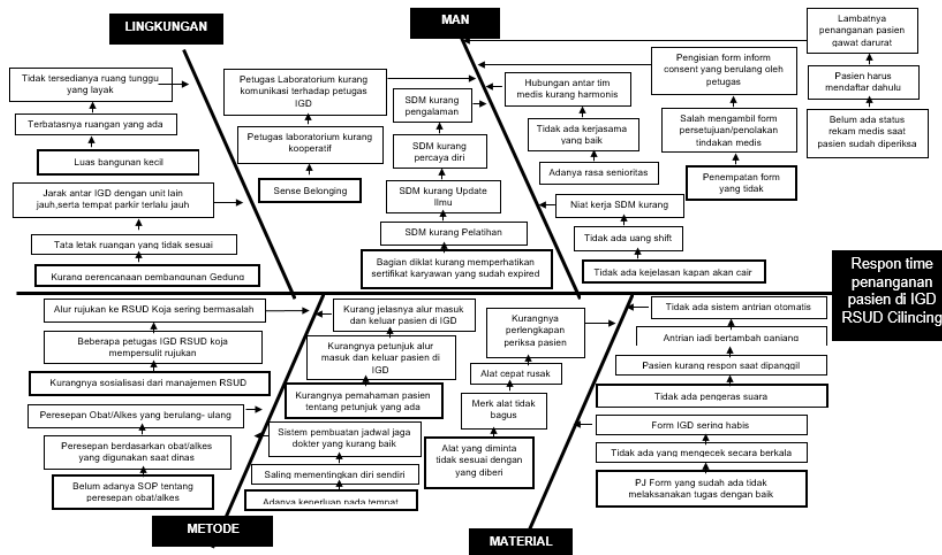 LINGKUNGAN
MAN
Tidak tersedianya ruang tunggu
yang layak
Terbatasnya ruangan yang ada
Luas bangunan kecil
Jarak antar IGD dengan unit lain
jauh,serta tempat parkir terlalu jauh
Tata letak ruangan yang tidak sesuai
Kurang perencanaan pembangunan Gedung
Petugas Laboratorium kurang
komunikasi terhadap petugas
IGD
Petugas laboratorium kurang
kooperatif
Sense Belonging
SDM kurang
pengalaman
SDM kurang
percaya diri
SDM kurang Update
Ilmu
SDM kurang Pelatihan
Bagian diklat kurang memperhatikan
sertifikat karyawan yang sudah expired
Hubungan antar tim
medis kurang harmonis
Tidak ada kerjasama
yang baik
Adanya rasa senioritas
Niat kerja SDM kurang
Tidak ada uang shift
Tidak ada kejelasan kapan akan cair
Pengisian form inform
consent yang berulang oleh
petugas
Salah mengambil form
persetujuan/penolakan
tindakan medis
Penempatan form
yang tidak
Lambatnya
penanganan pasien
gawat darurat
Pasien harus
mendaftar dahulu
Belum ada status
rekam medis saat
pasien sudah diperiksa
Respon time
penanganan
pasien di IGD
RSUD Cilincing
Alur rujukan ke RSUD Koja sering bermasalah
Beberapa petugas IGD RSUD koja
mempersulit rujukan
Kurangnya sosialisasi dari manajemen RSUD
Peresepan Obat/Alkes yang berulang- ulang
Peresepan berdasarkan obat/alkes
yang digunakan saat dinas
Belum adanya SOP tentang
peresepan obat/alkes
Kurang jelasnya alur masuk
dan keluar pasien di IGD
Kurangnya petunjuk alur
masuk dan keluar pasien di
IGD
Kurangnya pemahaman pasien
tentang petunjuk yang ada
Sistem pembuatan jadwal jaga
dokter yang kurang baik
Saling mementingkan diri sendiri
Adanya keperluan pada tempat
Kurangnya
perlengkapan
periksa pasien
Alat cepat rusak
Merk alat tidak
bagus
Alat yang diminta
tidak sesuai dengan
yang diberi
Tidak ada sistem antrian otomatis
Antrian jadi bertambah panjang
Pasien kurang respon saat dipanggil
Tidak ada pengeras suara
Form IGD sering habis
Tidak ada yang mengecek secara berkala
PJ Form yang sudah ada tidak
melaksanakan tugas dengan baik
METODE
MATERIAL